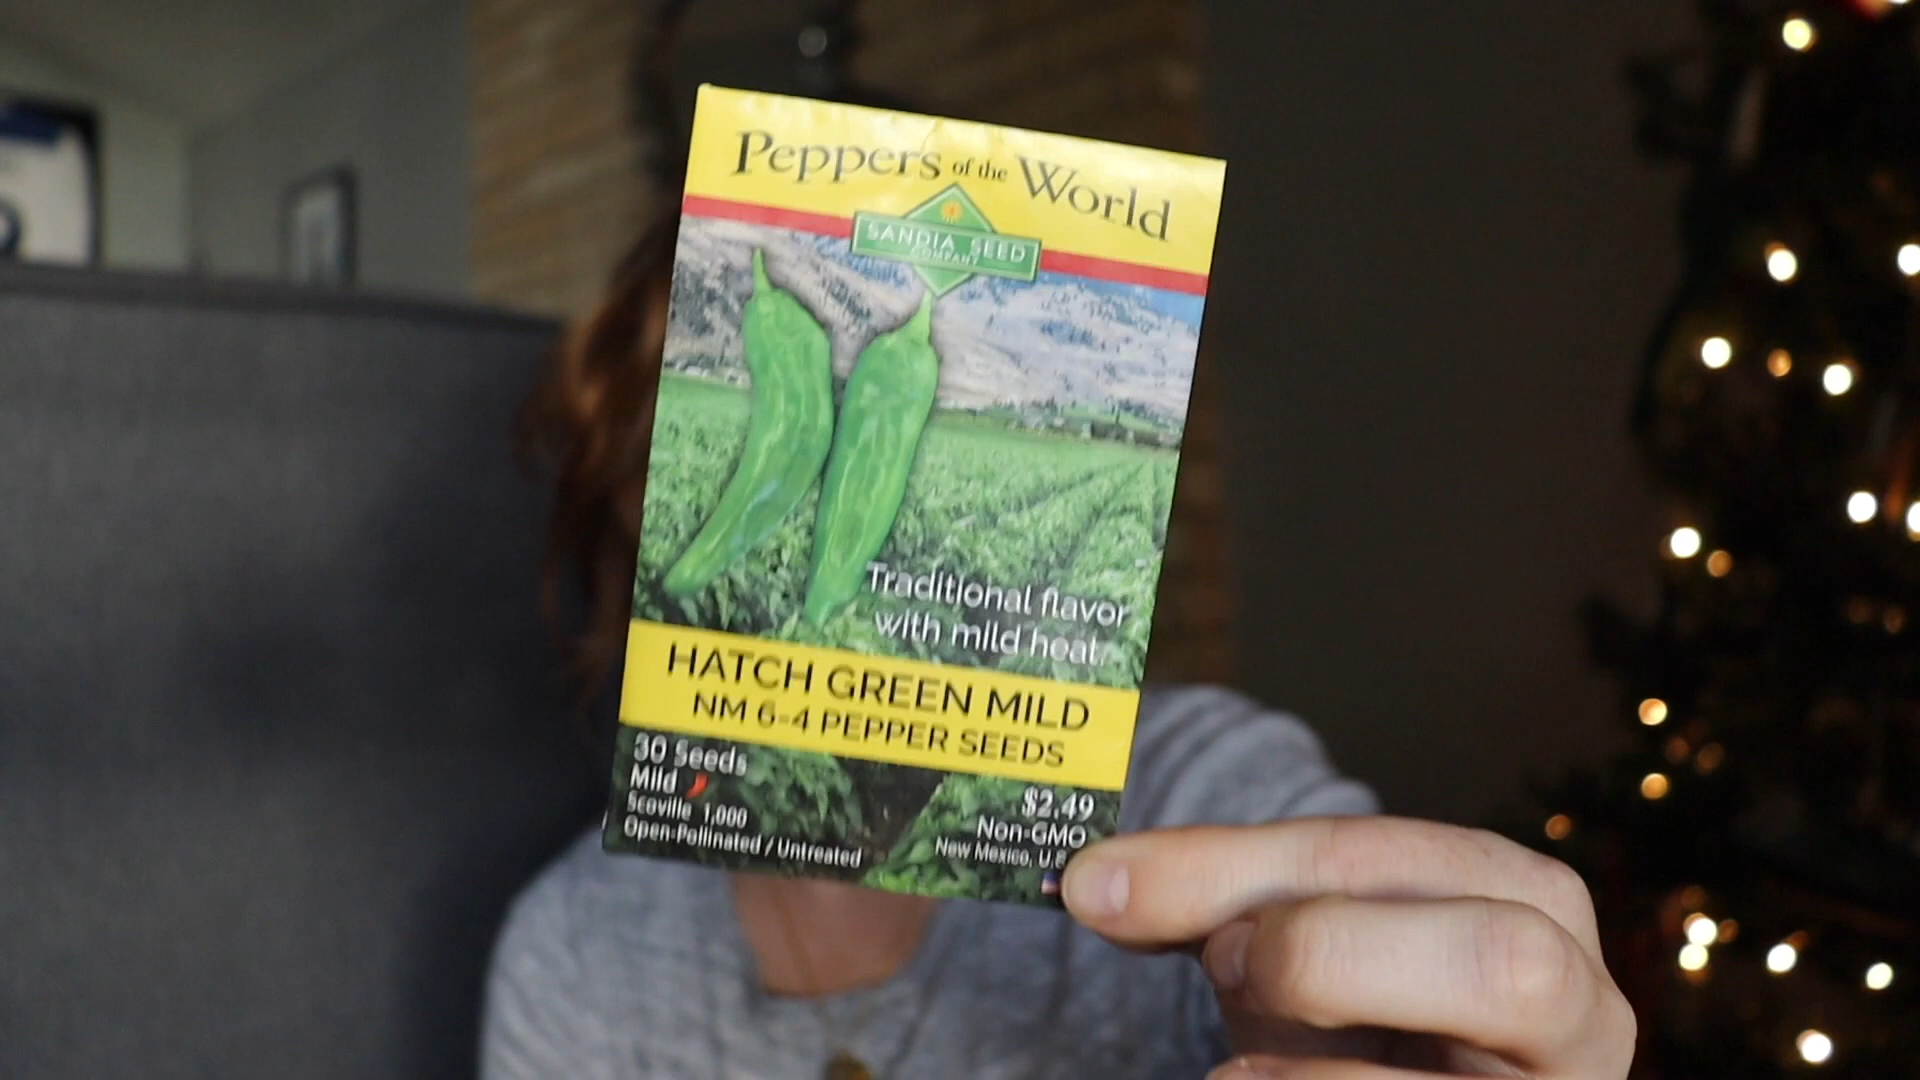 Peppers of the World
SANDIA SEED
COMPANY
Traditional flavor
with mild heat
HATCH GREEN MILD
NM 6-4 PEPPER SEEDS
30 Seeds
Mild
Scoville 1,000
Open-Pollinated / Untreated
$2.49
Non-GMO
New Mexico,